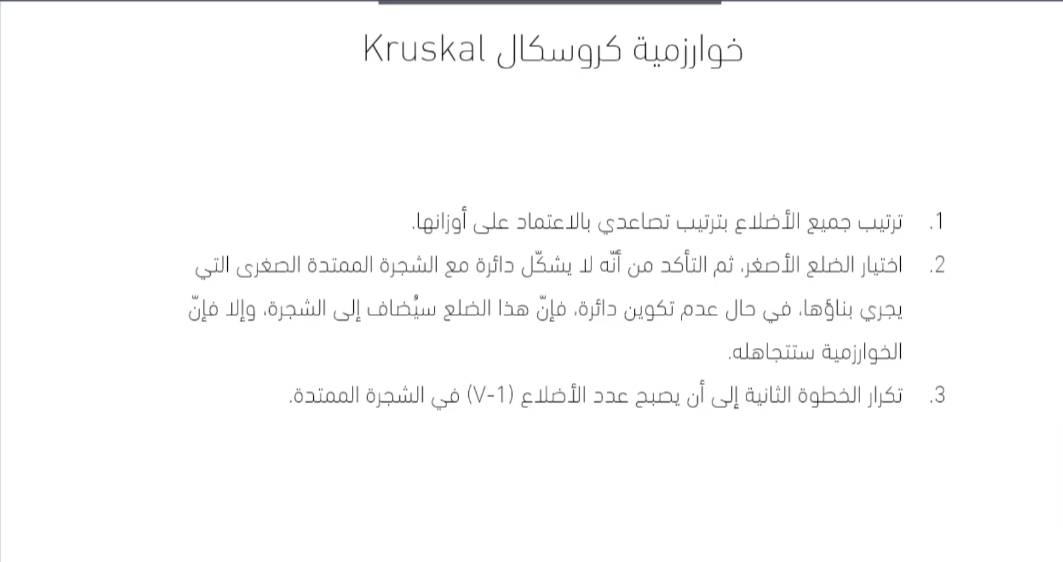 خوارزمية كروسكال Kruskal
1. ترتيب جميع الأضلاع بترتيب تصاعدي بالاعتماد على أوزانها.
2. اختيار الضلع الأصغر، ثم التأكد من أنّه لا يشكّل دائرة مع الشجرة الممتدة الصغرى التي
يجري بناؤها، في حال عدم تكوين دائرة، فإنّ هذا الضلع سيُضاف إلى الشجرة، وإلا فإنّ
الخوارزمية ستتجاهله.
3. تكرار الخطوة الثانية إلى أن يصبح عدد الأضلاع (V-1) في الشجرة الممتدة.